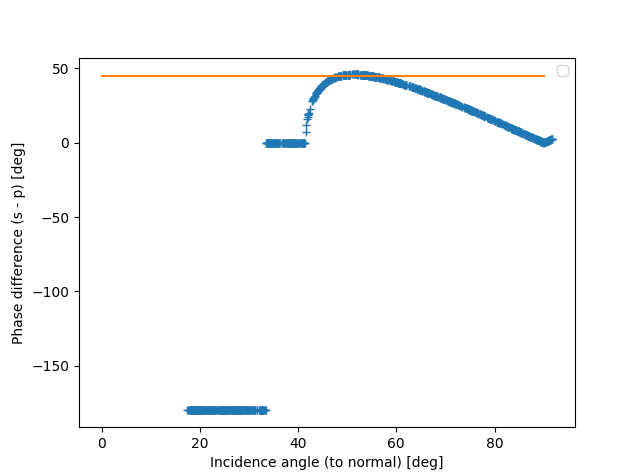 50
0
−50
−100
−150
Phase difference (s - p) [deg]
0 20 40 60 80
Incidence angle (to normal) [deg]